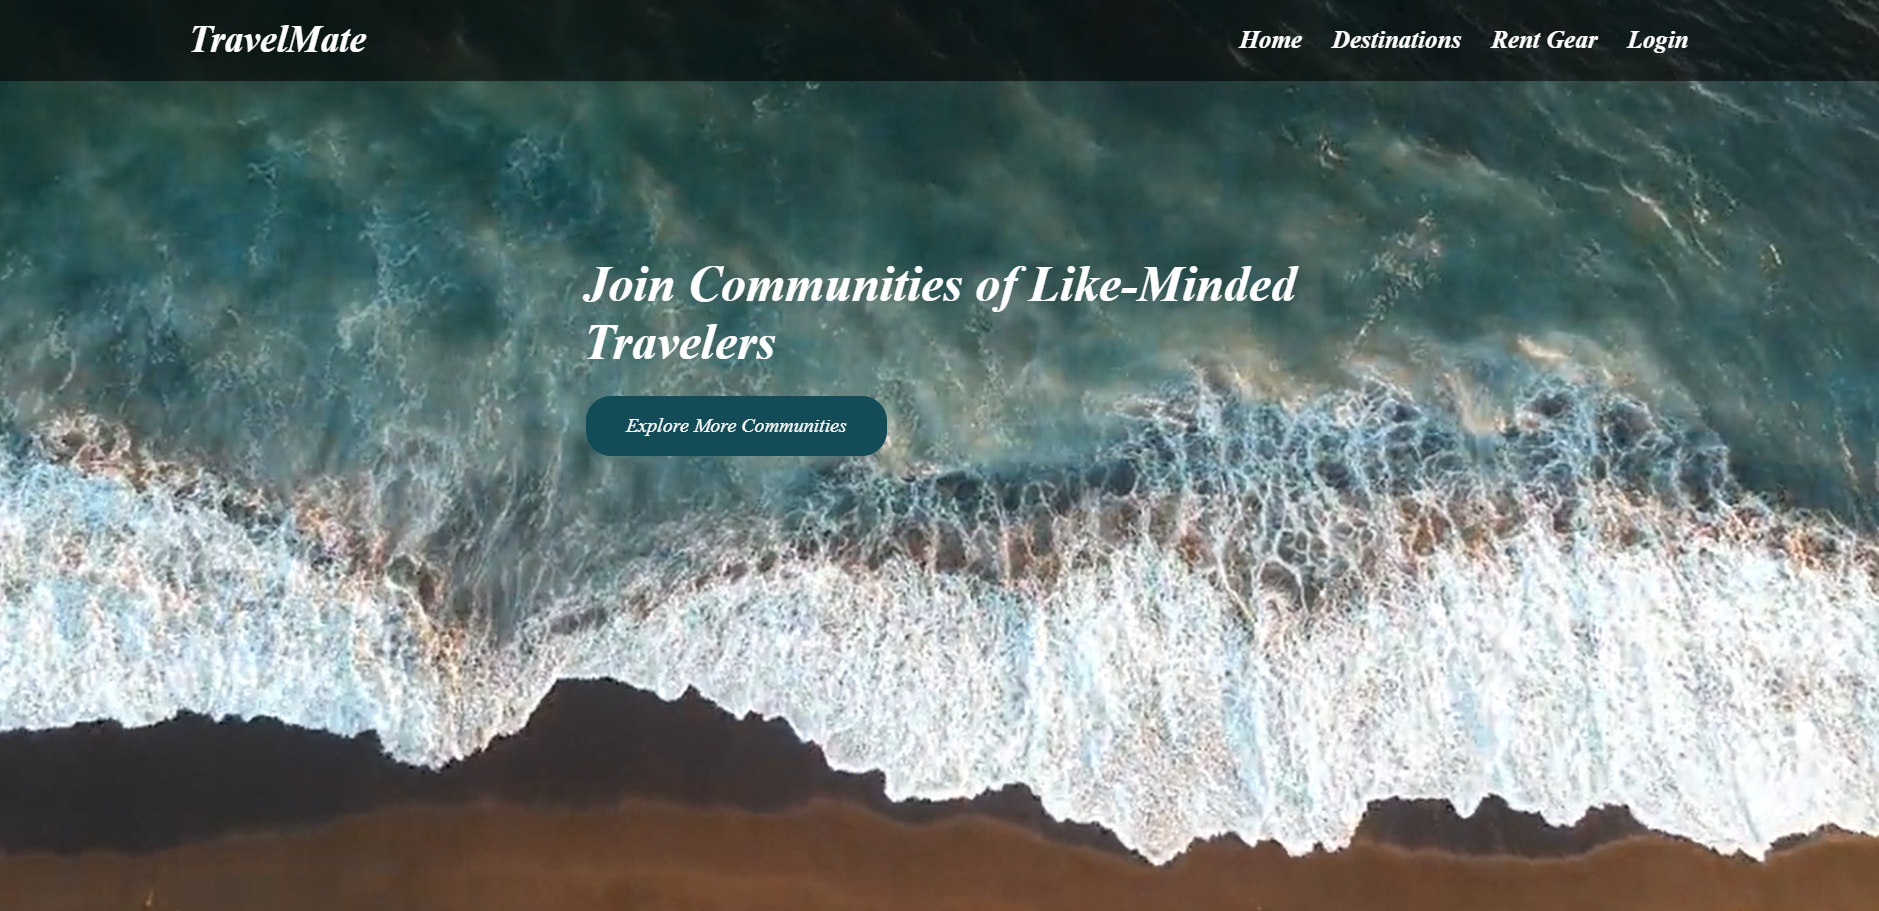 TravelMate
Home Destinations Rent Gear Login
Join Communities of Like-Minded
Travelers
Explore More Communities